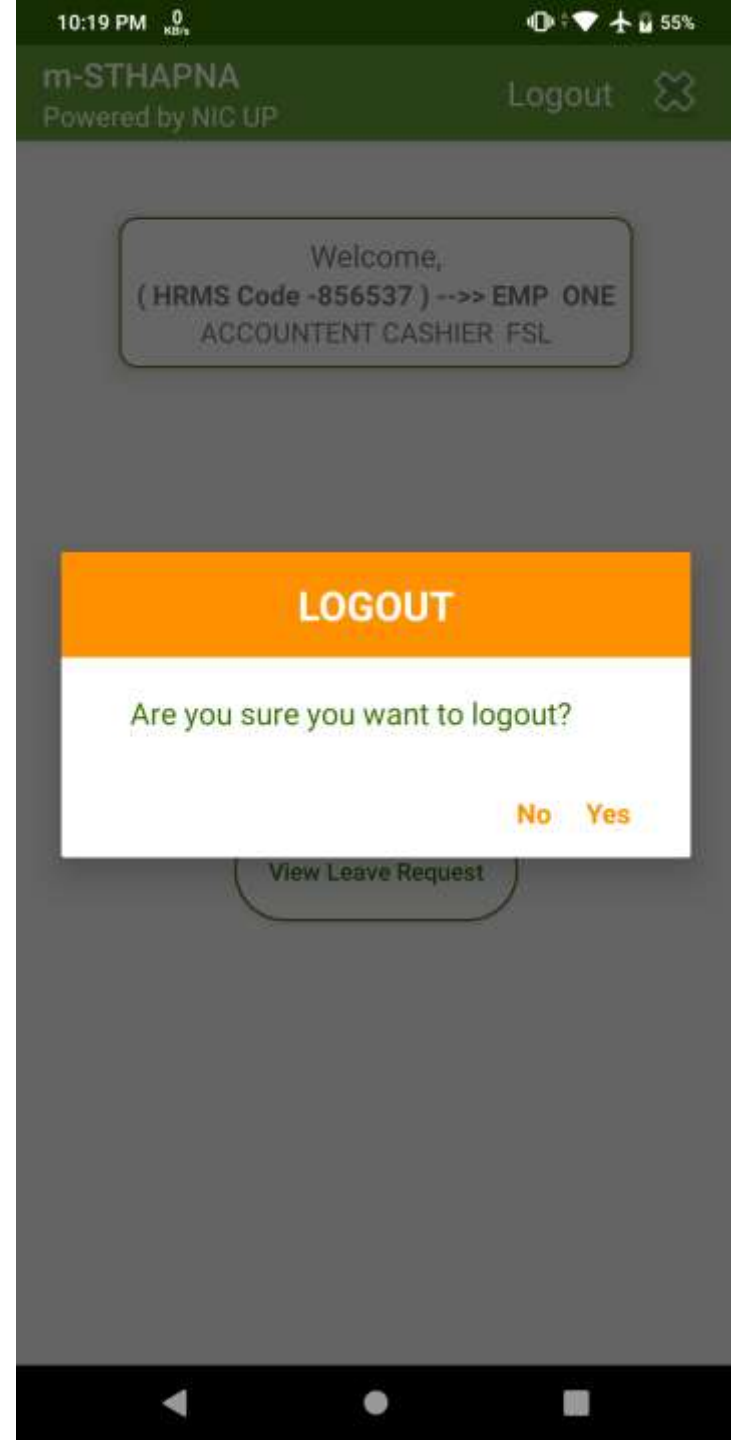 10:19 PM 0 KB/s 55%
m-STHAPNA
Powered by NIC UP
Logout
Welcome,
( HRMS Code -856537 ) -->> EMP ONE
ACCOUNTENT CASHIER FSL
LOGOUT
Are you sure you want to logout?
No Yes
View Leave Request